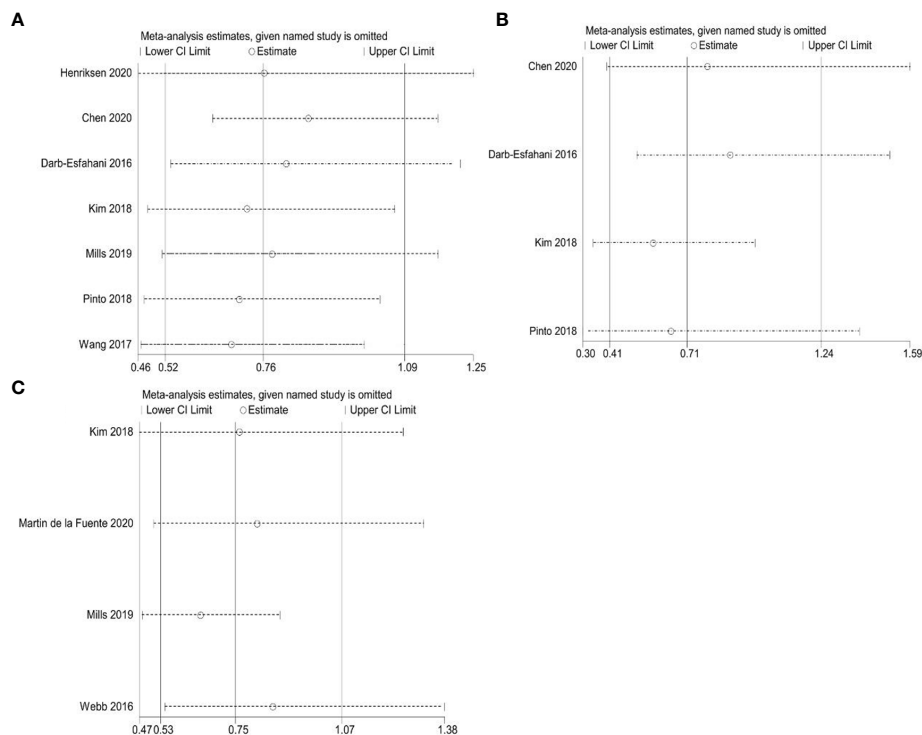 A
Meta-analysis estimates, given named study is omitted
Lower CI Limit Estimate Upper CI Limit
Henriksen 2020
Chen 2020
Darb-Esfahani 2016
Kim 2018
Mills 2019
Pinto 2018
Wang 2017
0.46 0.52 0.76 1.09 1.25
B
Meta-analysis estimates, given named study is omitted
Lower CI Limit Estimate Upper CI Limit
Chen 2020
Darb-Esfahani 2016
Kim 2018
Pinto 2018
0.30 0.41 0.71 1.24 1.59
C
Meta-analysis estimates, given named study is omitted
Lower CI Limit Estimate Upper CI Limit
Kim 2018
Martin de la Fuente 2020
Mills 2019
Webb 2016
0.47 0.53 0.75 1.07 1.38